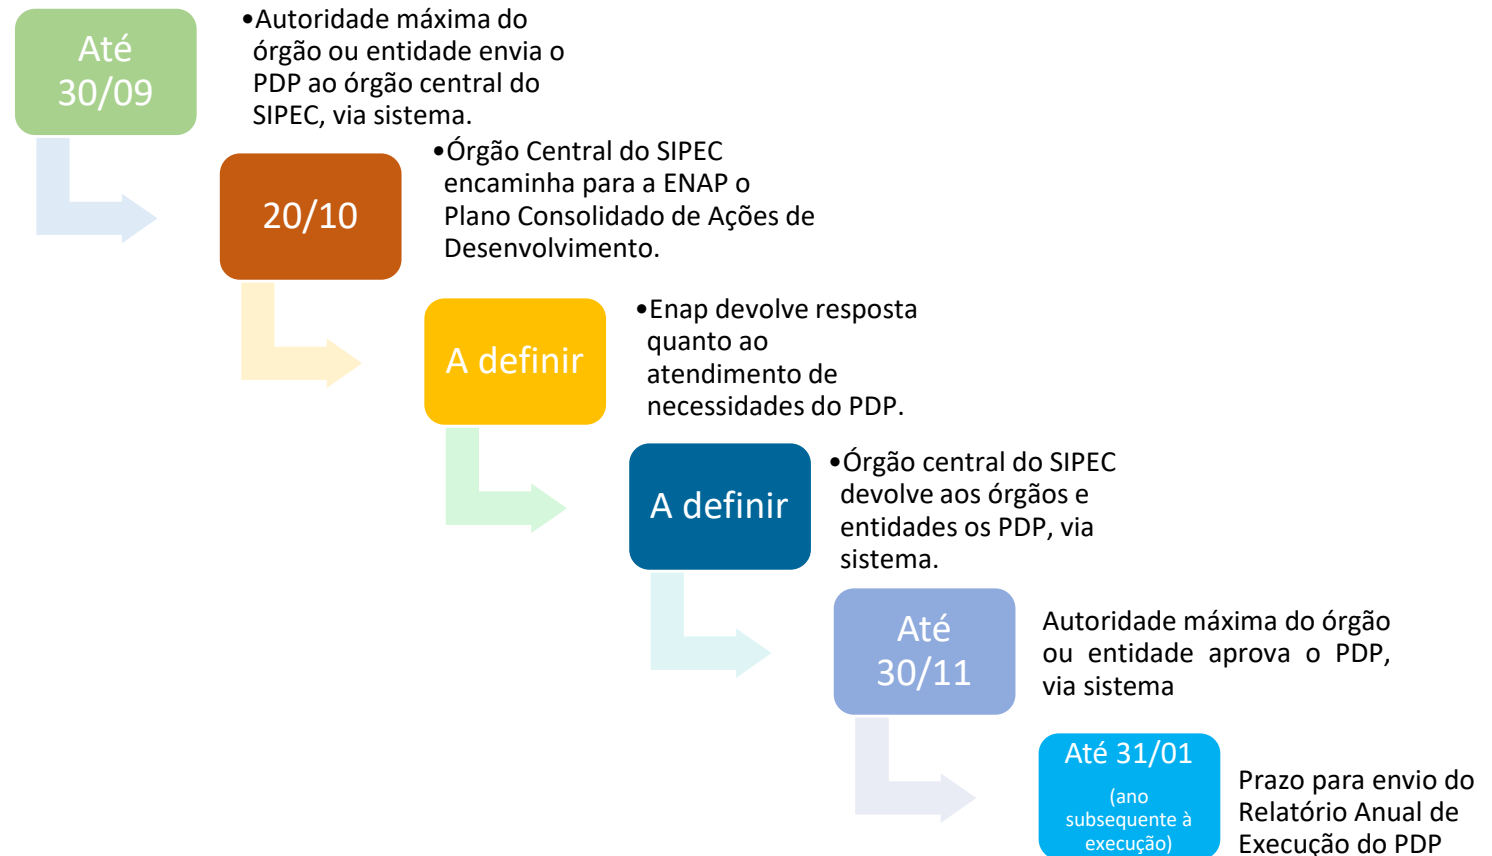 Até
30/09
•Autoridade máxima do
órgão ou entidade envia o
PDP ao órgão central do
SIPEC, via sistema.
20/10
•Órgão Central do SIPEC
encaminha para a ENAP o
Plano Consolidado de Ações de
Desenvolvimento.
A definir
•Enap devolve resposta
quanto ao
atendimento de
necessidades do PDP.
A definir
•Órgão central do SIPEC
devolve aos órgãos e
entidades os PDP, via
sistema.
Até
30/11
Autoridade máxima do órgão
ou entidade aprova o PDP,
via sistema
Até 31/01
(ano
subsequente à
execução)
Prazo para envio do
Relatório Anual de
Execução do PDP